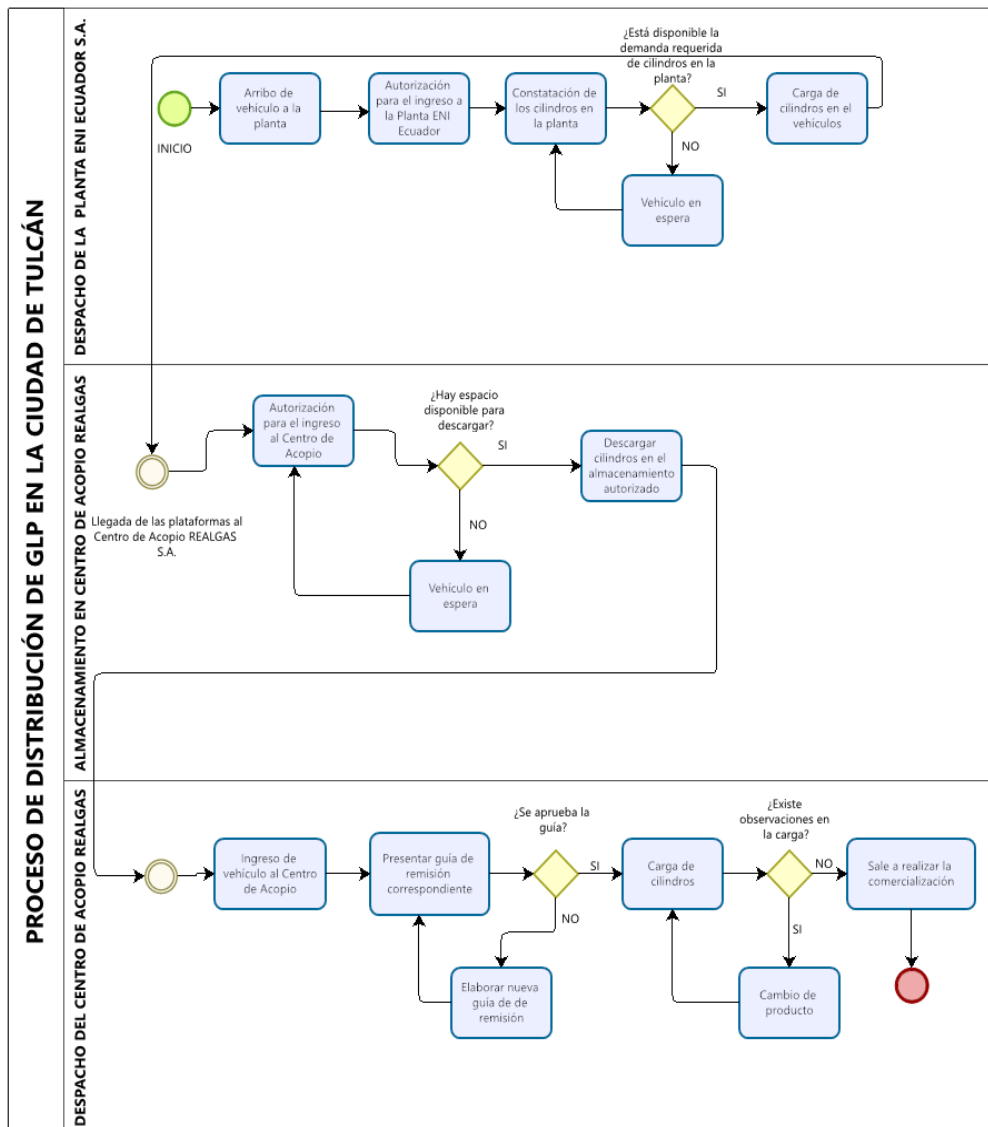 PROCESO DE DISTRIBUCIÓN DE GLP EN LA CIUDAD DE TULCÁN
DESPACHO DE LA PLANTA ENI ECUADOR S.A.
INICIO
Arribo de
vehículo a la
planta
Autorización
para el ingreso a
la Planta ENI
Ecuador
Constatación de
los cilindros en
la planta
¿Está disponible la
demanda requerida
de cilindros en la
planta?
SI
NO
Carga de
cilindros en el
vehículos
Vehículo en
espera
ALMACENAMIENTO EN CENTRO DE ACOPIO REALGAS
Llegada de las plataformas al
Centro de Acopio REALGAS
S.A.
Autorización
para el ingreso
al Centro de
Acopio
¿Hay espacio
disponible para
descargar?
SI
NO
Descargar
cilindros en el
almacenamiento
autorizado
Vehículo en
espera
DESPACHO DEL CENTRO DE ACOPIO REALGAS
Ingreso de
vehículo al Centro
de Acopio
Presentar guía de
remisión
correspondiente
¿Se aprueba la
guía?
SI
NO
Elaborar nueva
guía de de
remisión
Carga de
cilindros
¿Existe
observaciones en
la carga?
NO
SI
Cambio de
producto
Sale a realizar la
comercialización